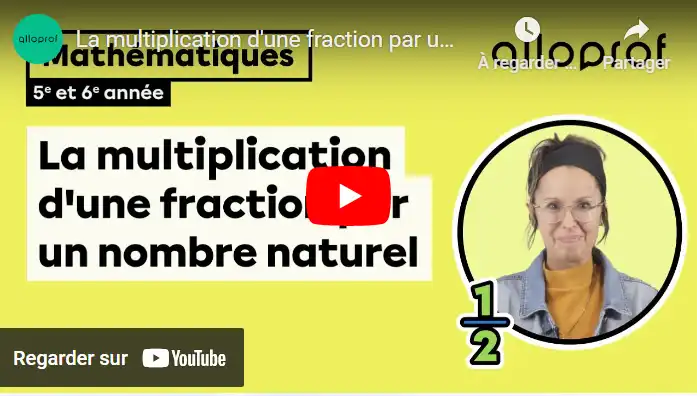 alloprof
La multiplication d'une fraction par u...
Mathématiques
alloprof
À regarder ...
Partager
5e et 6e année
La multiplication
d'une fraction par
un nombre naturel
1
2
Regarder sur YouTube